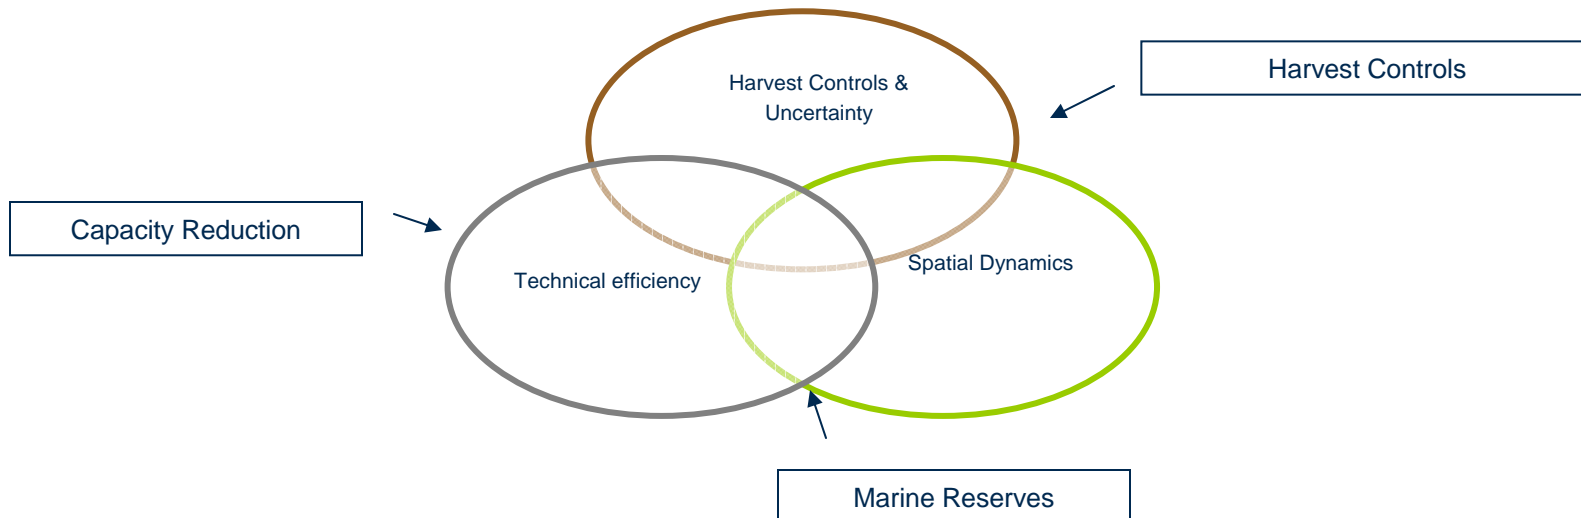 Harvest Controls &
Uncertainty
Harvest Controls
Capacity Reduction
Technical efficiency
Spatial Dynamics
Marine Reserves